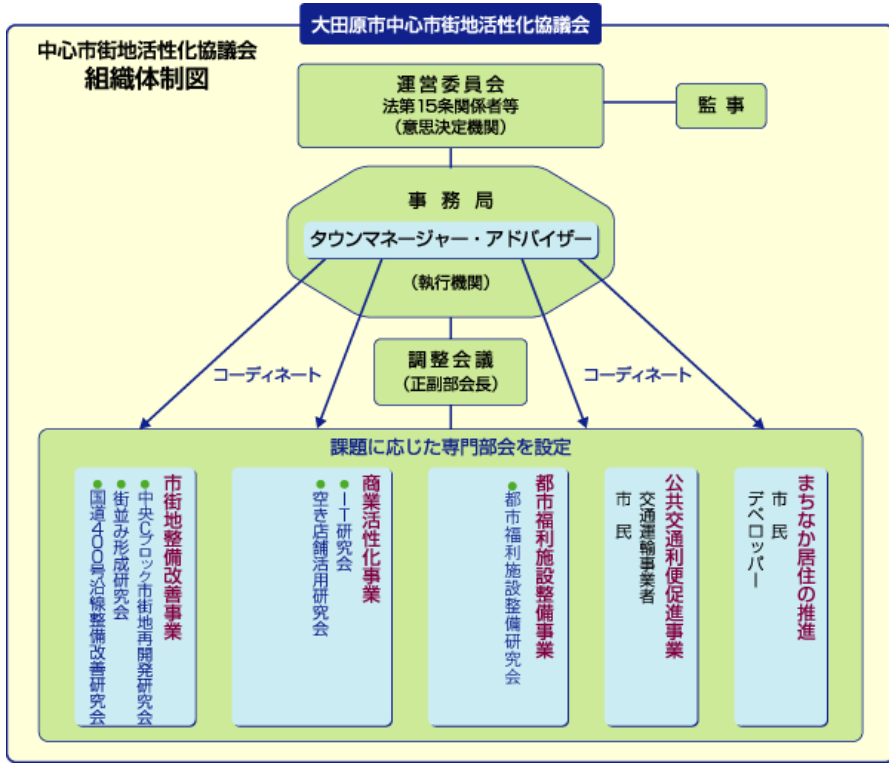 大田原市中心市街地活性化協議会
中心市街地活性化協議会
組織体制図
運営委員会
法第15条関係者等
（意思決定機関）
監事
事務局
タウンマネージャー・アドバイザー
（執行機関）
調整会議
（正副部会長）
コーディネート
コーディネート
課題に応じた専門部会を設定
市街地整備改善事業
●中央Cブロック市街地再開発研究会
●街並み形成研究会
●国道400号沿線整備改善研究会
商業活性化事業
●IT研究会
●空き店舗活用研究会
都市福利施設整備事業
●都市福利施設整備研究会
公共交通利便促進事業
交通運輸事業者
市民
まちなか居住の推進
市民
デベロッパー